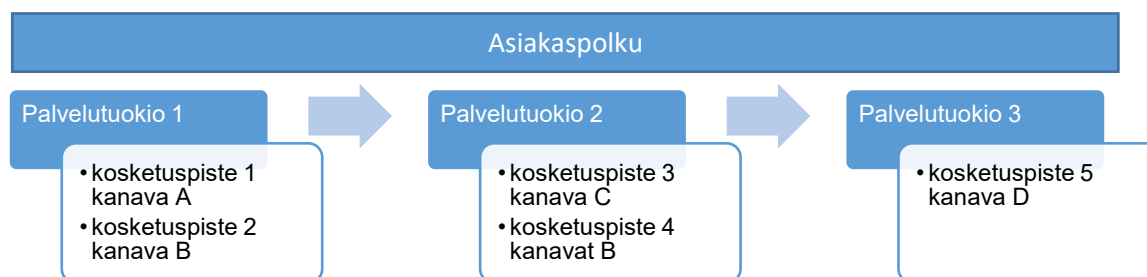 Asiakaspolku
Palvelutuokio 1
• kosketuspiste 1
kanava A
• kosketuspiste 2
kanava B
Palvelutuokio 2
• kosketuspiste 3
kanava C
• kosketuspiste 4
kanavat B
Palvelutuokio 3
• kosketuspiste 5
kanava D